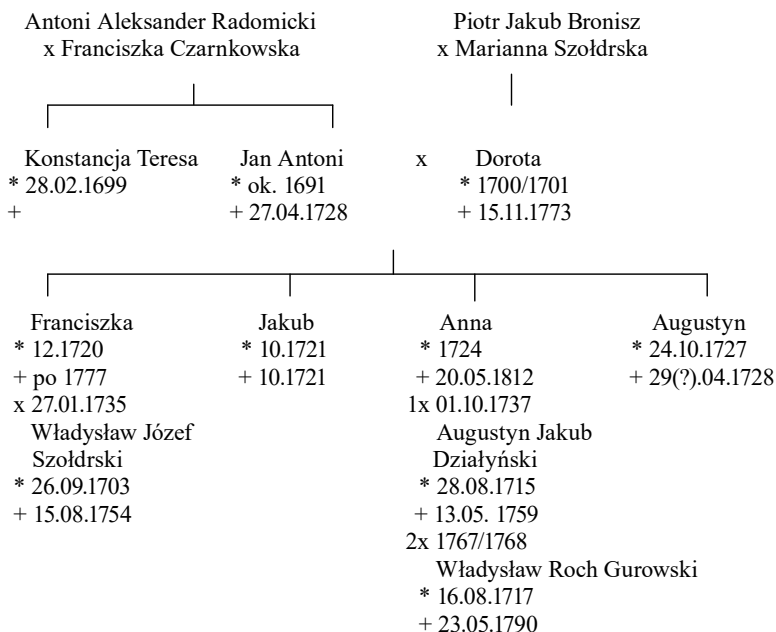 Antoni Aleksander Radomicki
x Franciszka Czarnkowska
Piotr Jakub Bronisz
x Marianna Szołdrska
Konstancja Teresa
* 28.02.1699
+
Jan Antoni
* ok. 1691
+ 27.04.1728
x
Dorota
* 1700/1701
+ 15.11.1773
Franciszka
* 12.1720
+ po 1777
x 27.01.1735
Władysław Józef
Szołdrski
* 26.09.1703
+ 15.08.1754
Jakub
* 10.1721
+ 10.1721
Anna
* 1724
+ 20.05.1812
1x 01.10.1737
Augustyn Jakub
Działyński
* 28.08.1715
+ 13.05. 1759
2x 1767/1768
Władysław Roch Gurowski
* 16.08.1717
+ 23.05.1790
Augustyn
* 24.10.1727
+ 29(?).04.1728